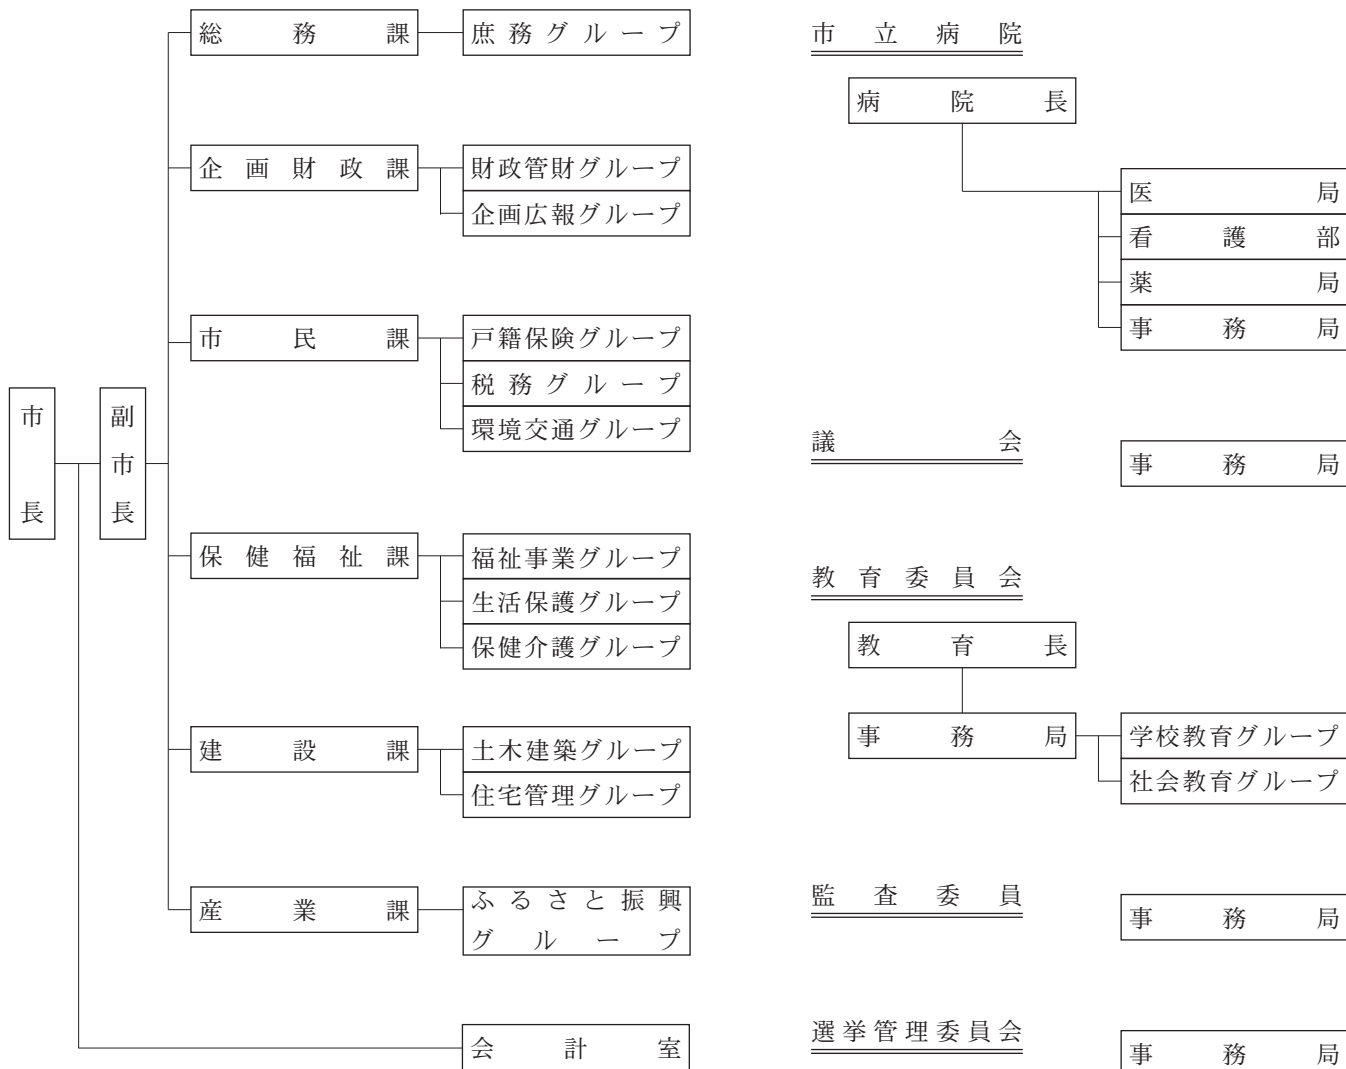 市長
副市長
総務課
庶務グループ
企画財政課
財政管財グループ
企画広報グループ
市民課
戸籍保険グループ
税務グループ
環境交通グループ
保健福祉課
福祉事業グループ
生活保護グループ
保健介護グループ
建設課
土木建築グループ
住宅管理グループ
産業課
ふるさと振興
グループ
会計室
市立病院
病院長
医局
看護部
薬局
事務局
議会
事務局
教育委員会
教育長
事務局
学校教育グループ
社会教育グループ
監査委員
事務局
選挙管理委員会
事務局